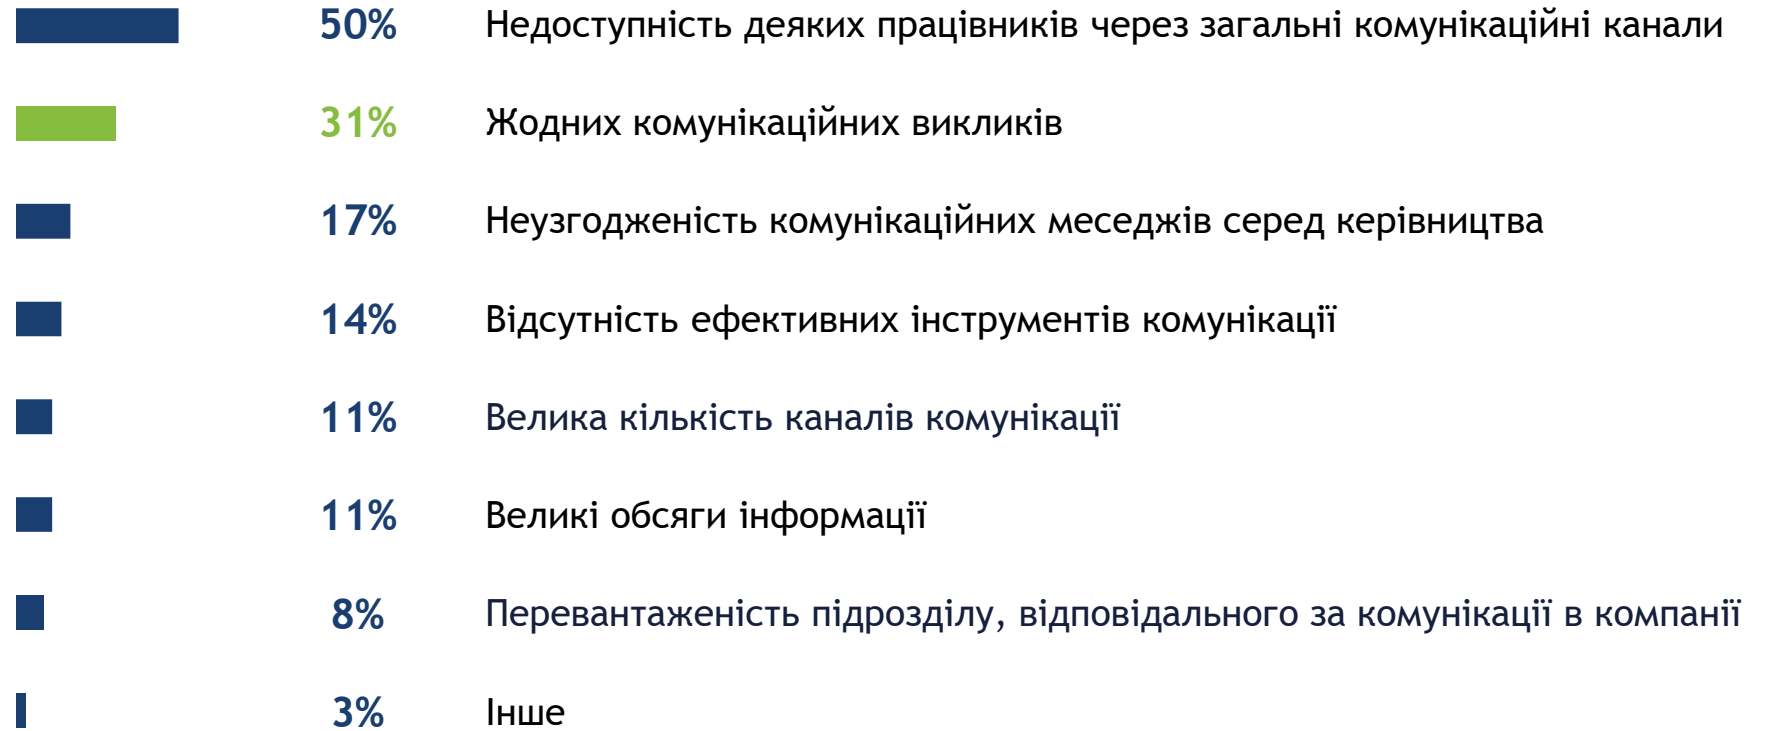 50% Недоступність деяких працівників через загальні комунікаційні канали
31% Жодних комунікаційних викликів
17% Неузгодженість комунікаційних меседжів серед керівництва
14% Відсутність ефективних інструментів комунікації
11% Велика кількість каналів комунікації
11% Великі обсяги інформації
8% Перевантаженість підрозділу, відповідального за комунікації в компанії
3% Інше